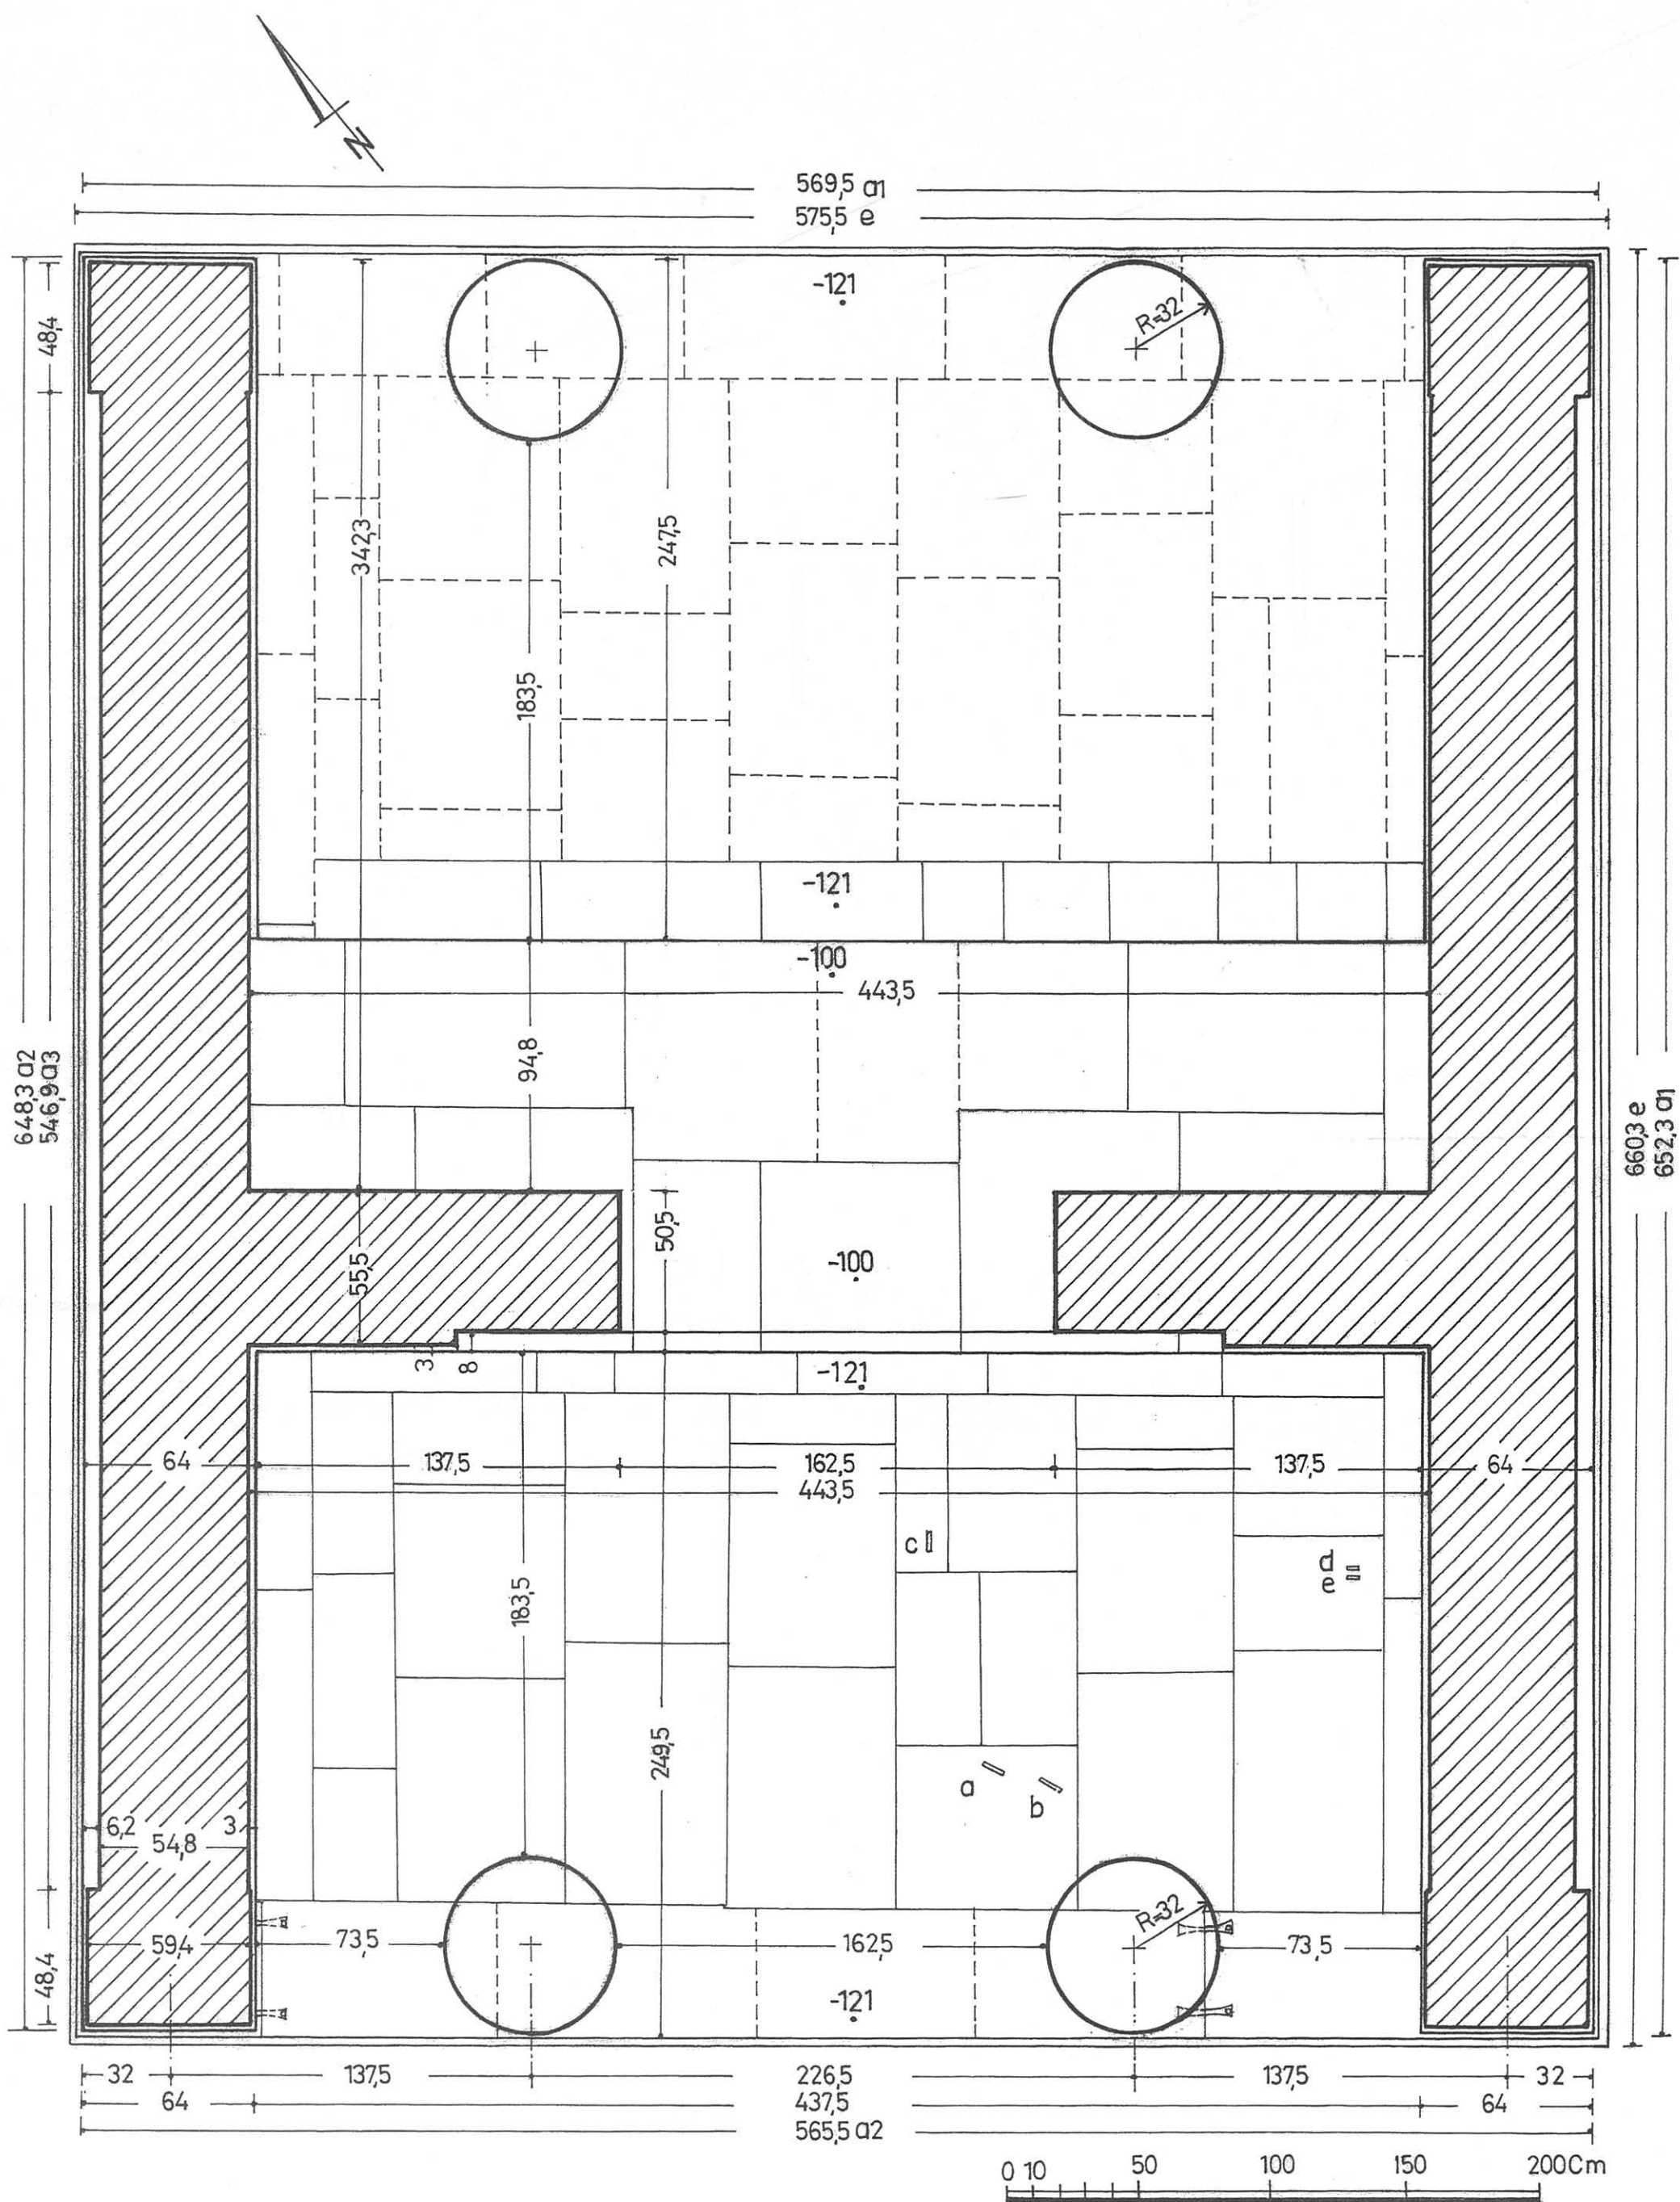 N
569,5 a1
575,5 e
48,4
-121
R=32
342,3
247,5
183,5
-121
-100
443,5
94,8
648,3 a2
546,9 a3
660,3 e
652,3 a1
50,5
-100
55,5
3
8
-121
64
137,5
162,5
137,5
64
443,5
c
d
e
183,5
249,5
a
b
6,2
3
54,8
R=32
59,4
73,5
162,5
73,5
48,4
-121
32
137,5
226,5
137,5
32
64
437,5
64
565,5 a2
0 10 50 100 150 200Cm